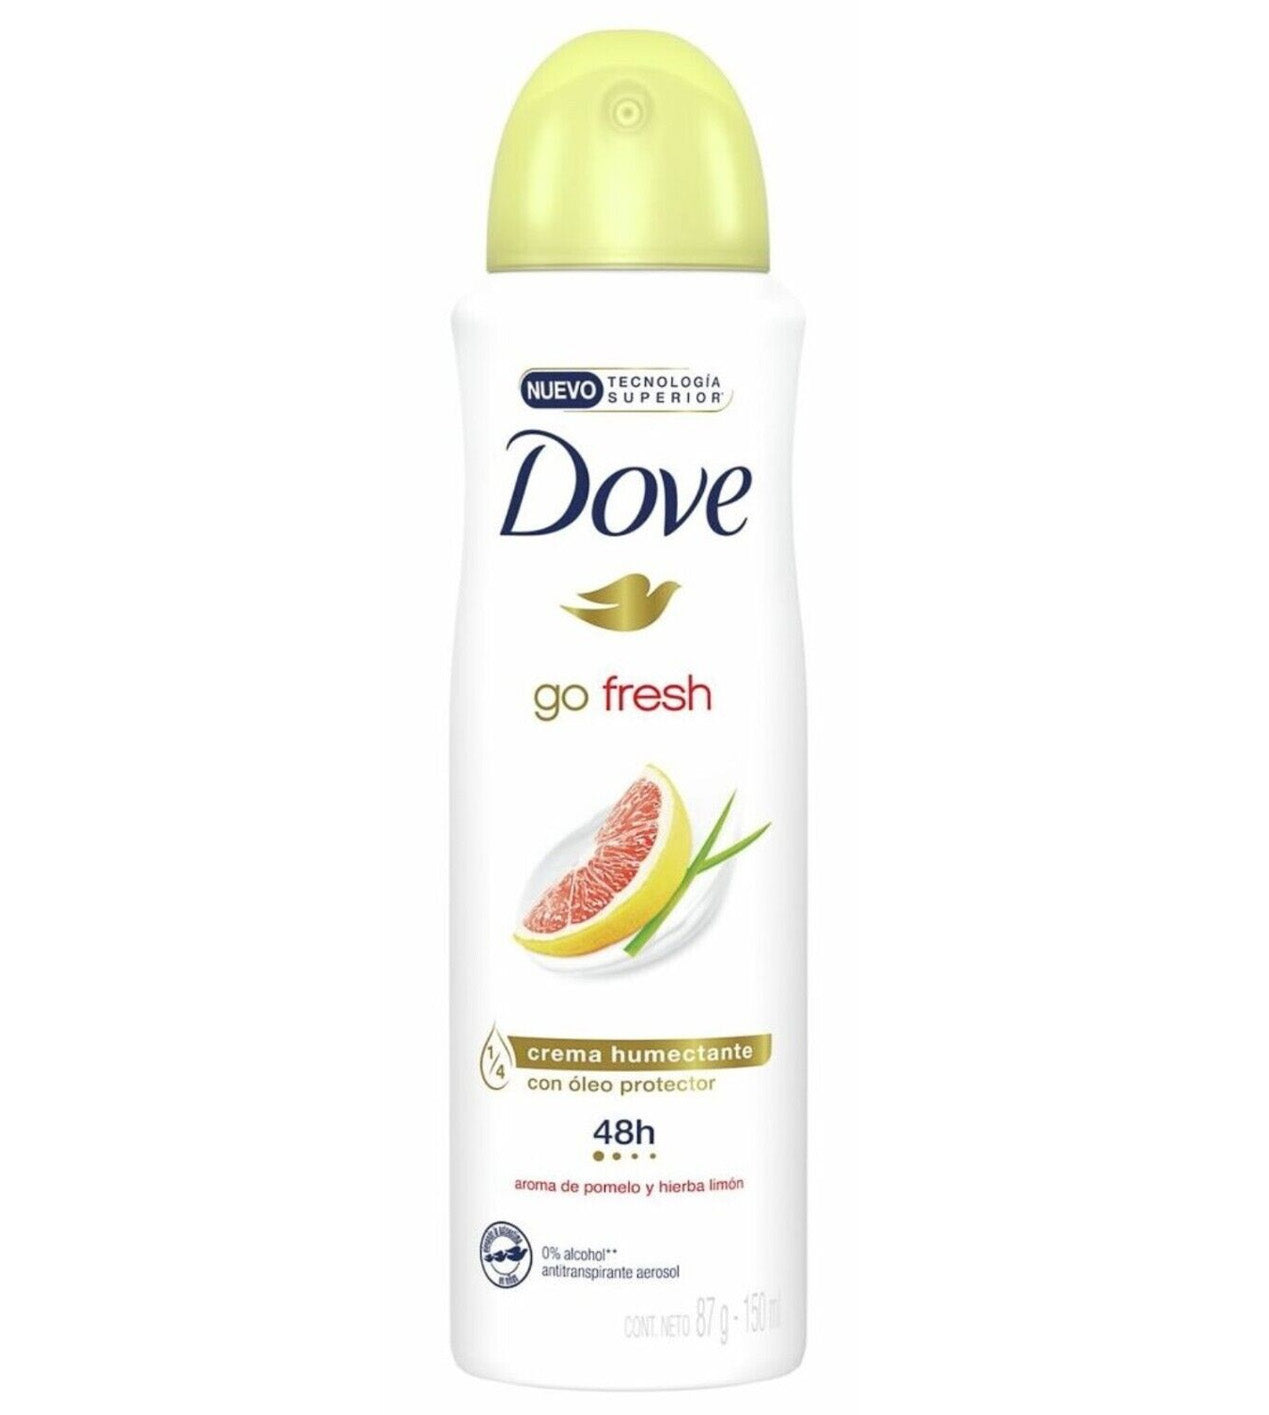 NUEVO TECNOLOGÍA SUPERIOR*
Dove
go fresh
1/4
crema humectante
con óleo protector
48h
aroma de pomelo y hierba limón
0% alcohol**
antitranspirante aerosol
CONT. NETO 87 g - 150 ml